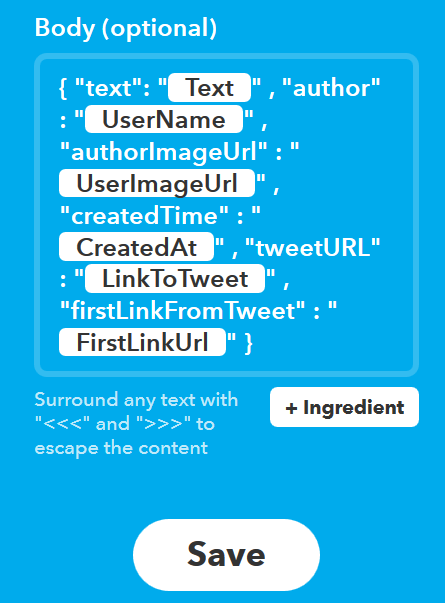 Body (optional)
{ "text": " Text " , "author"
: " UserName " ,
"authorImageUrl" : "
UserImageUrl " ,
"createdTime" : "
CreatedAt " , "tweetURL"
: " LinkToTweet " ,
"firstLinkFromTweet" : "
FirstLinkUrl " }
Surround any text with
"<<<" and ">>>" to
escape the content
+ Ingredient
Save